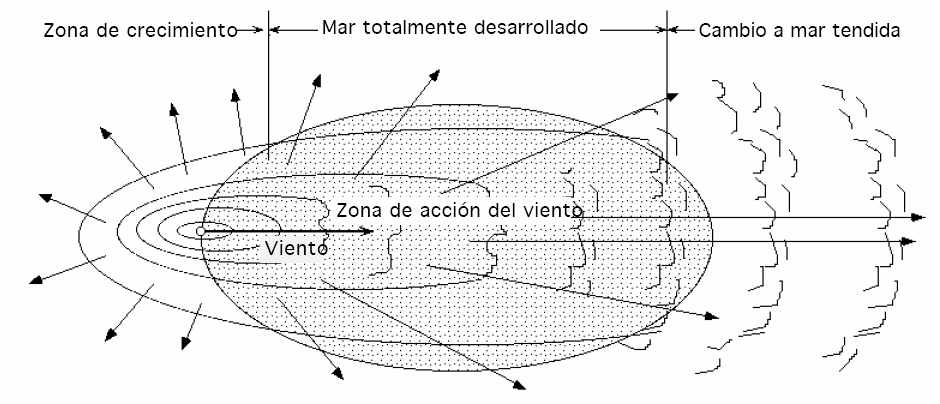 Zona de crecimiento
Mar totalmente desarrollado
Cambio a mar tendida
Zona de acción del viento
Viento